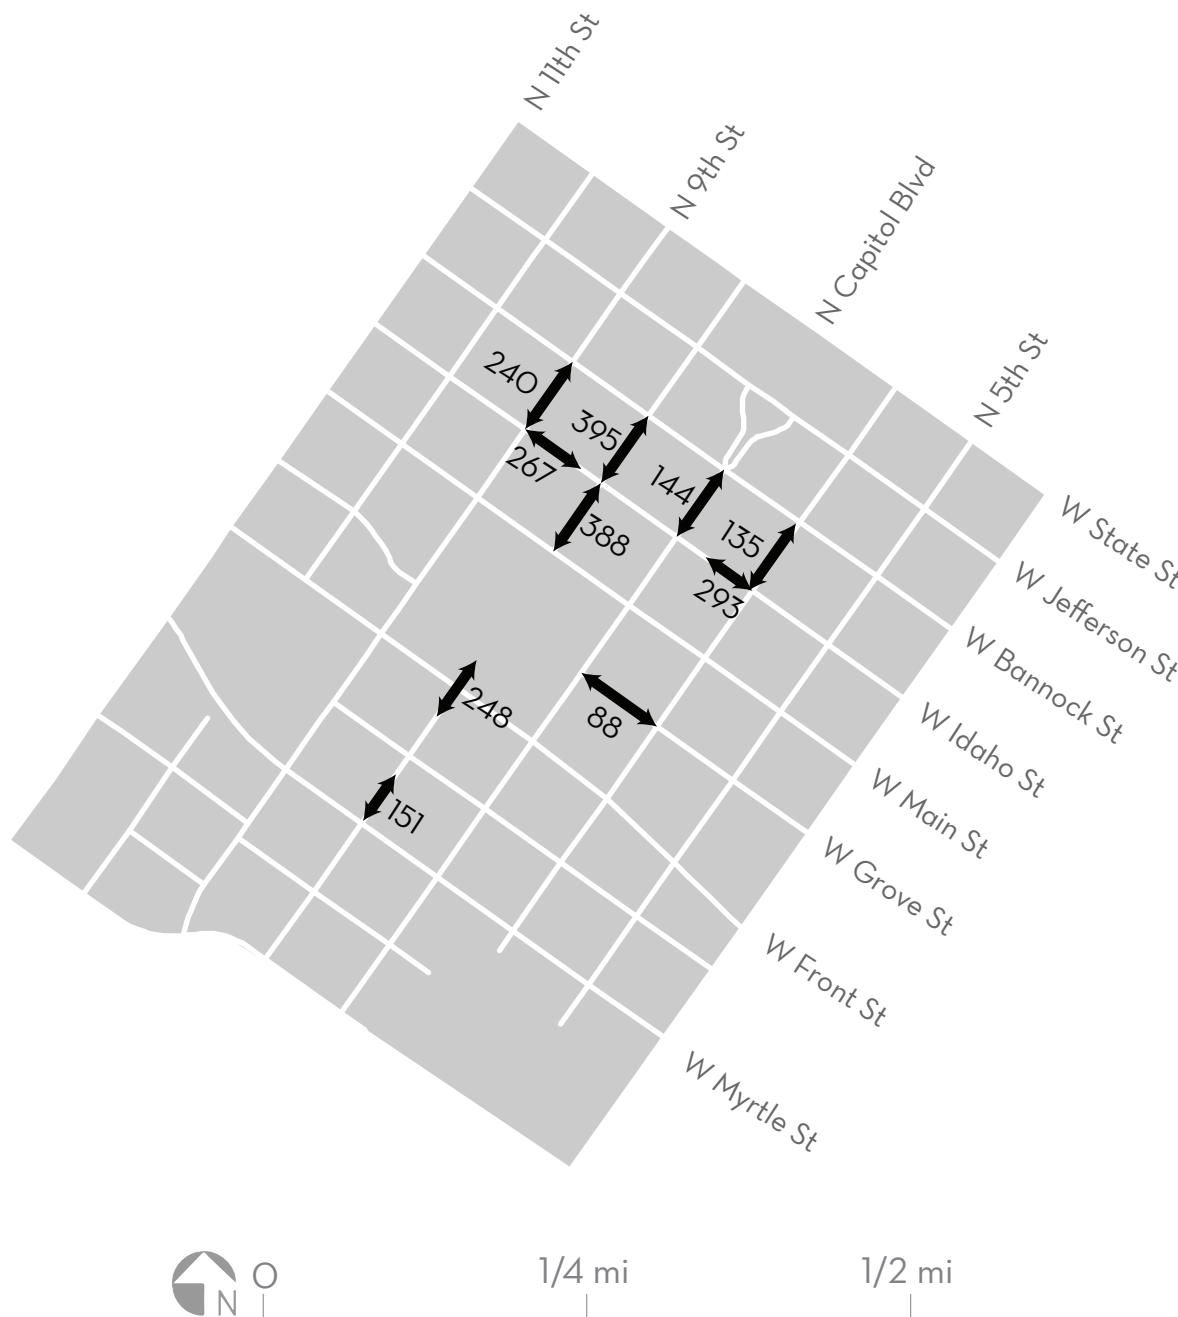 N 11th St
N 9th St
N Capitol Blvd
N 5th St
240
395
267
144
388
135
293
248
88
151
W State St
W Jefferson St
W Bannock St
W Idaho St
W Main St
W Grove St
W Front St
W Myrtle St
N
0
1/4 mi
1/2 mi